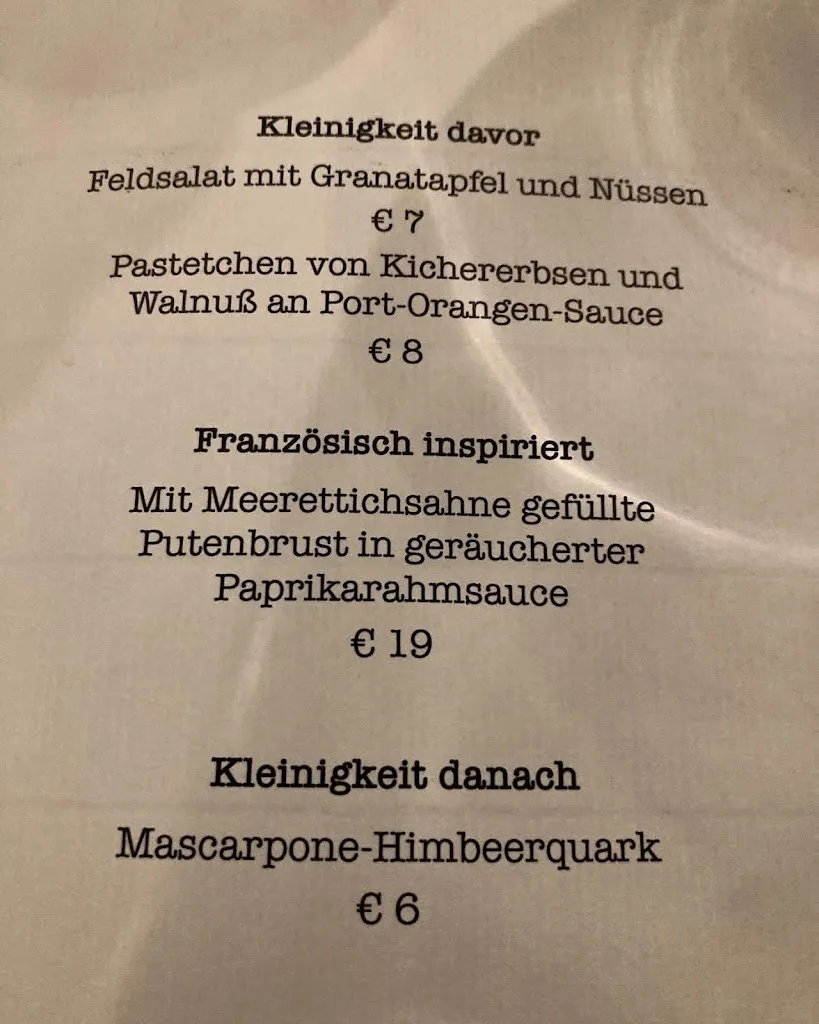 Kleinigkeit davor
Feldsalat mit Granatapfel und Nüssen
€ 7
Pastetchen von Kichererbsen und
Walnuß an Port-Orangen-Sauce
€ 8
Französisch inspiriert
Mit Meerettichsahne gefüllte
Putenbrust in geräucherter
Paprikarahmsauce
€ 19
Kleinigkeit danach
Mascarpone-Himbeerquark
€ 6